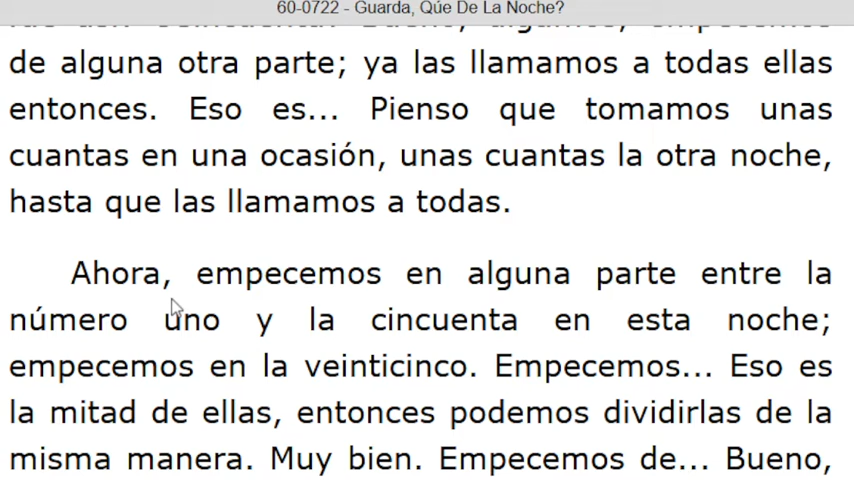 60-0722 - Guarda, Qúe De La Noche?
de alguna otra parte; ya las llamamos a todas ellas
entonces. Eso es... Pienso que tomamos unas
cuantas en una ocasión, unas cuantas la otra noche,
hasta que las llamamos a todas.
Ahora, empecemos en alguna parte entre la
número uno y la cincuenta en esta noche;
empecemos en la veinticinco. Empecemos... Eso es
la mitad de ellas, entonces podemos dividirlas de la
misma manera. Muy bien. Empecemos de... Bueno,